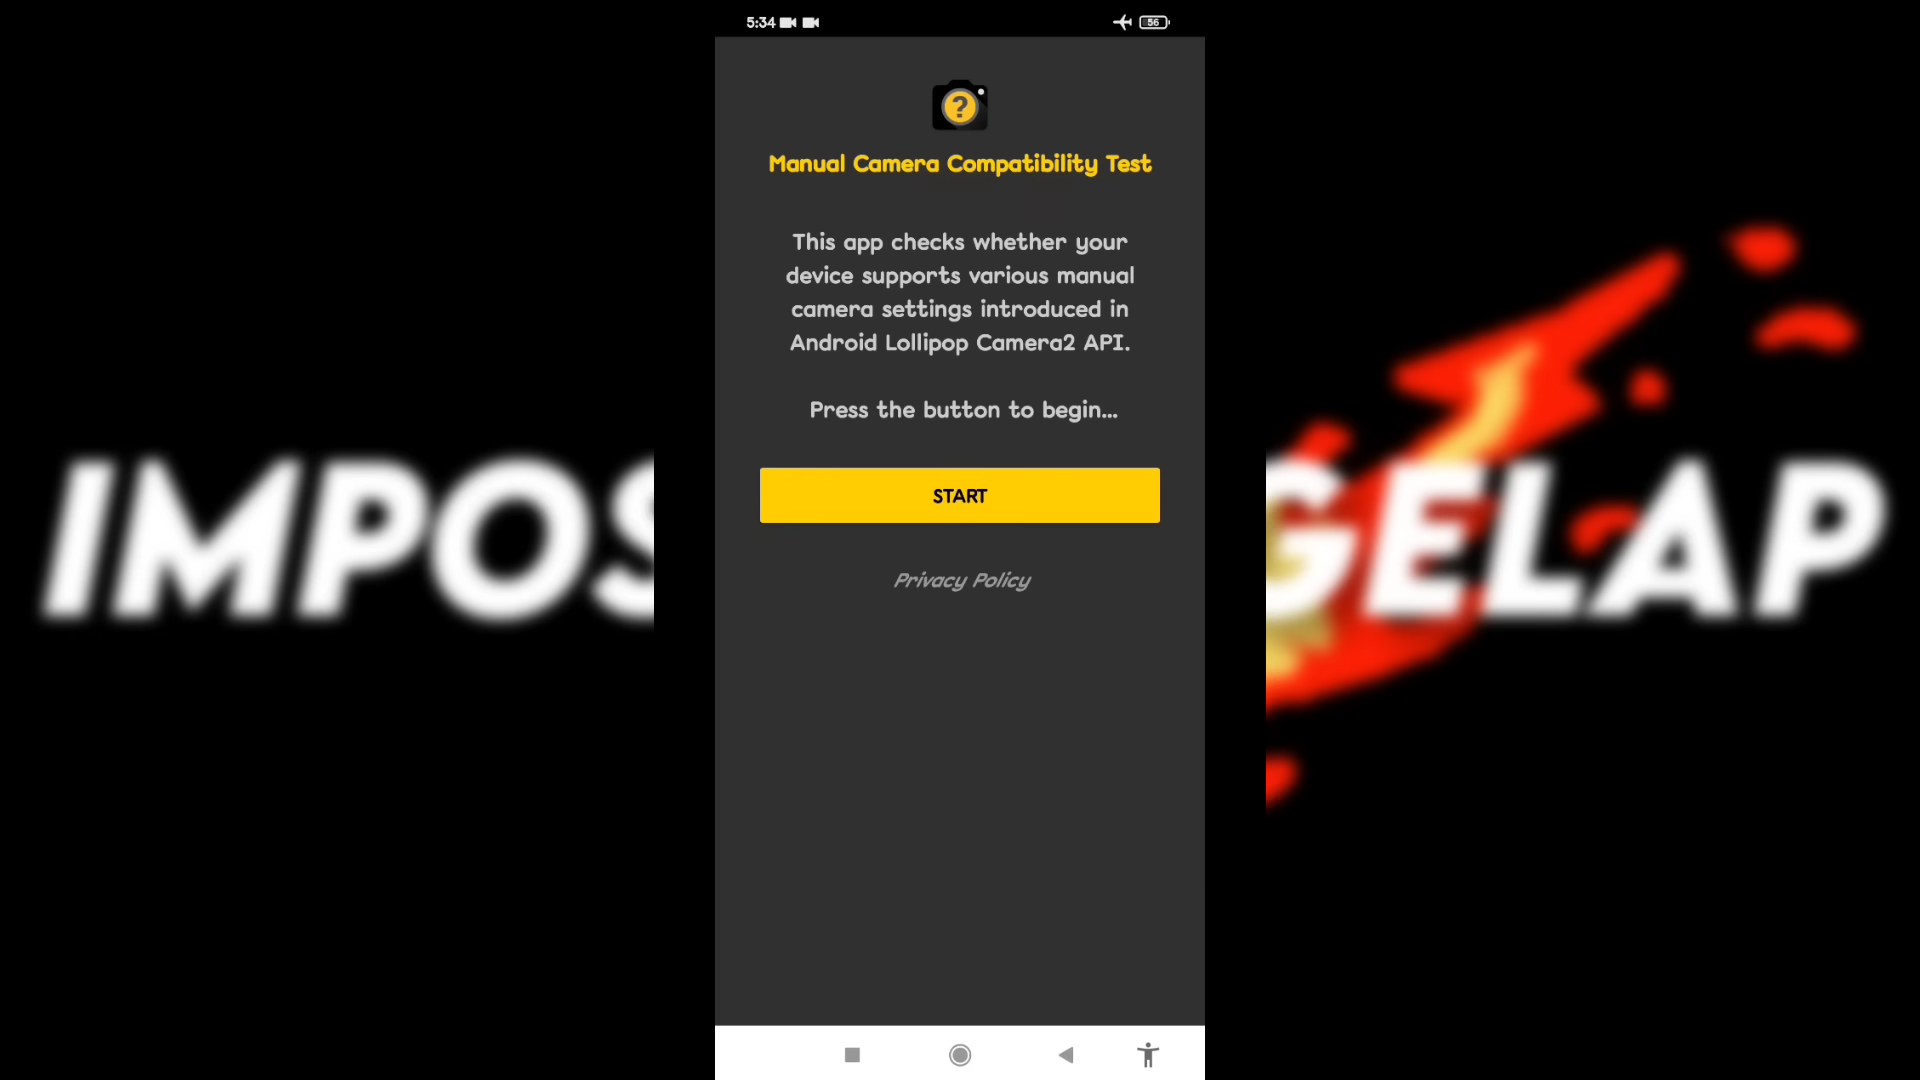 5:34
56
?
Manual Camera Compatibility Test
This app checks whether your
device supports various manual
camera settings introduced in
Android Lollipop Camera2 API.
Press the button to begin...
START
IMPOS
GELAP
Privacy Policy